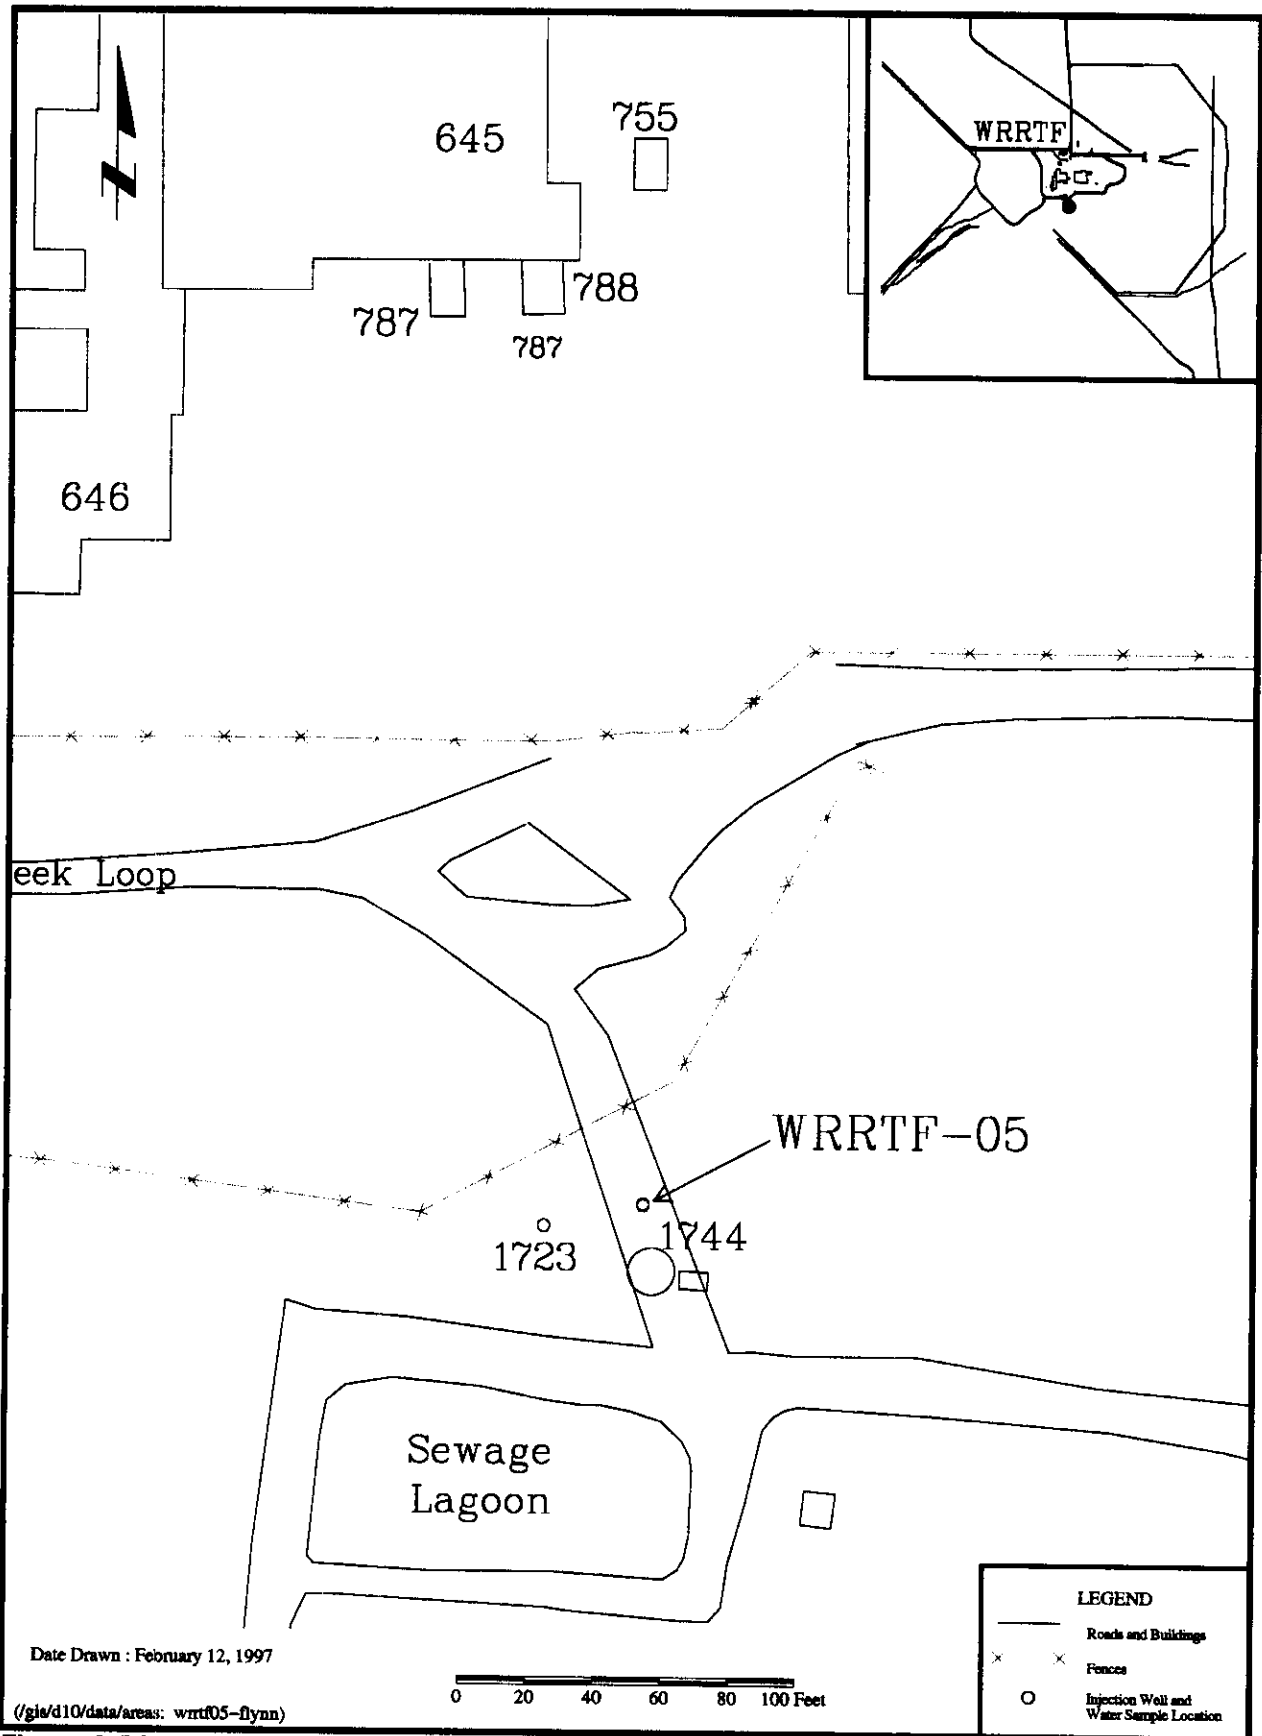 WRRTF
755
645
788
787
787
646
eek Loop
WRRTF-05
1744
1723
Sewage
Lagoon
LEGEND
Roads and Buildings
Fences
Injection Well and
Water Sample Location
Date Drawn : February 12, 1997
0 20 40 60 80 100 Feet
(/gis/d10/data/areas: wrrtf05-flynn)